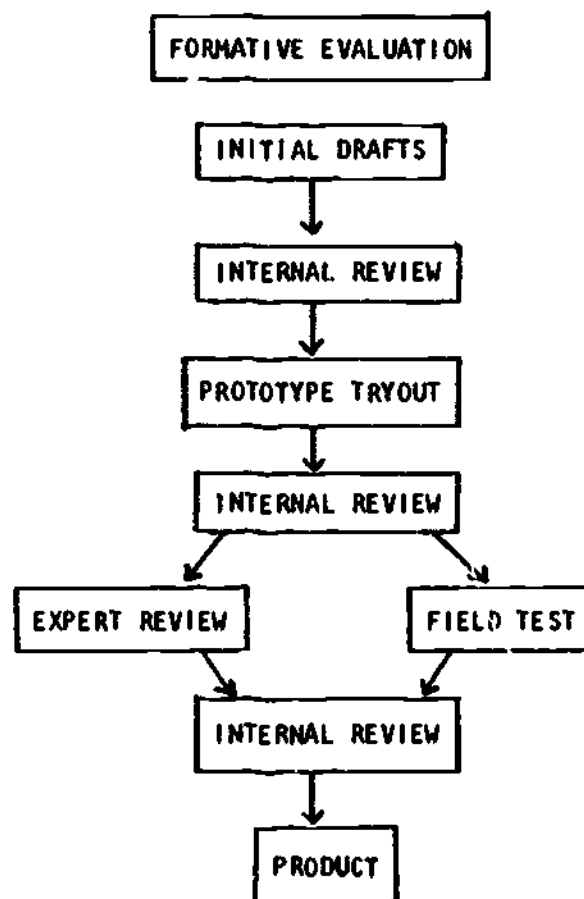 FORMATIVE EVALUATION
INITIAL DRAFTS
INTERNAL REVIEW
PROTOTYPE TRYOUT
INTERNAL REVIEW
EXPERT REVIEW
FIELD TEST
INTERNAL REVIEW
PRODUCT